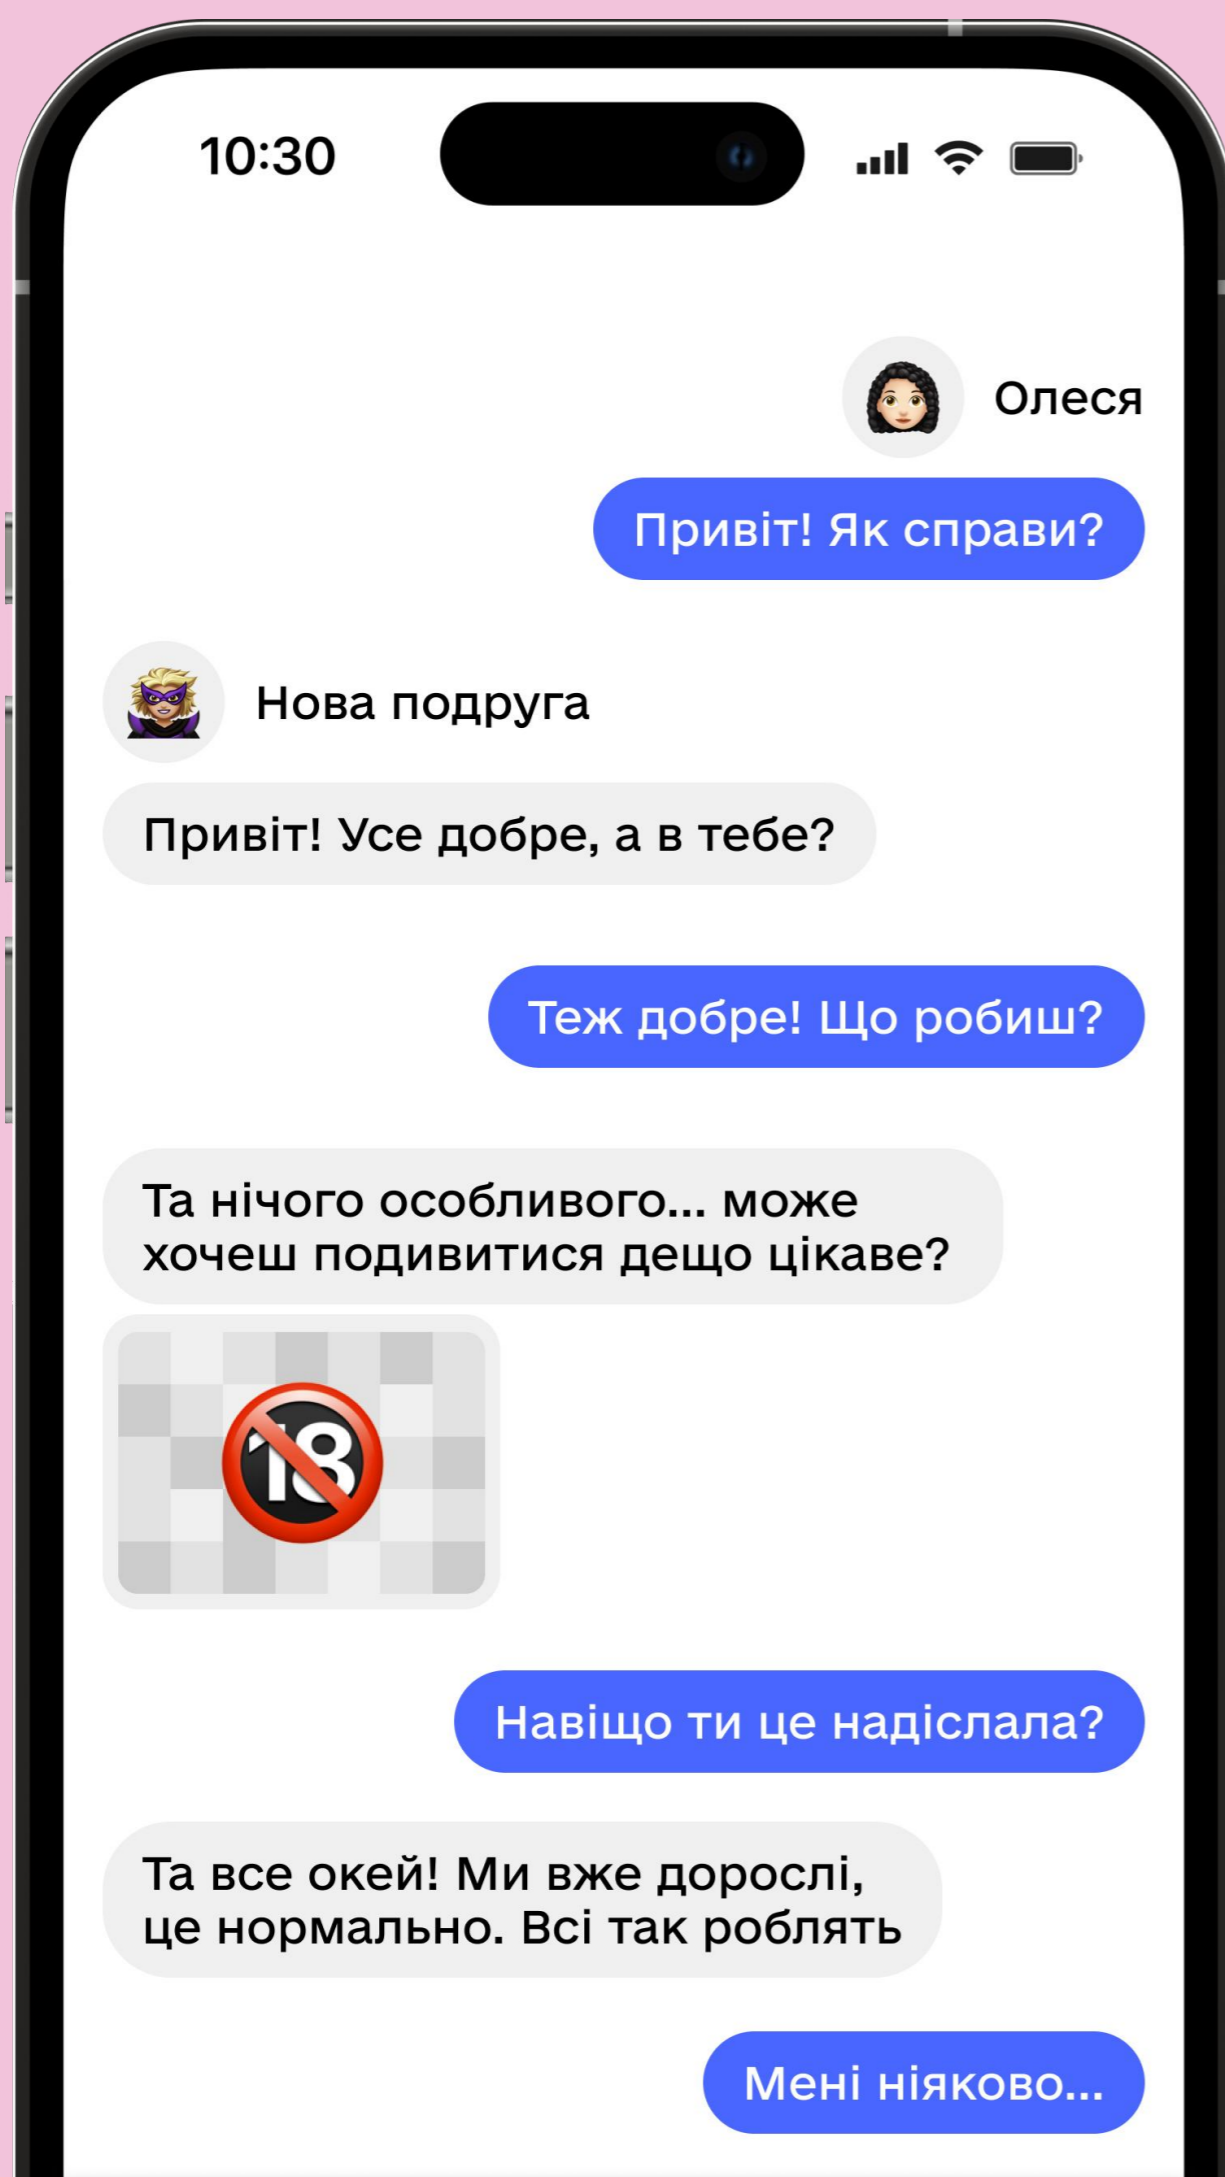 10:30
Олеся
Привіт! Як справи?
Нова подруга
Привіт! Усе добре, а в тебе?
Теж добре! Що робиш?
Та нічого особливого... може
хочеш подивитися дещо цікаве?
18
Навіщо ти це надіслала?
Та все окей! Ми вже дорослі,
це нормально. Всі так роблять
Мені ніяково...